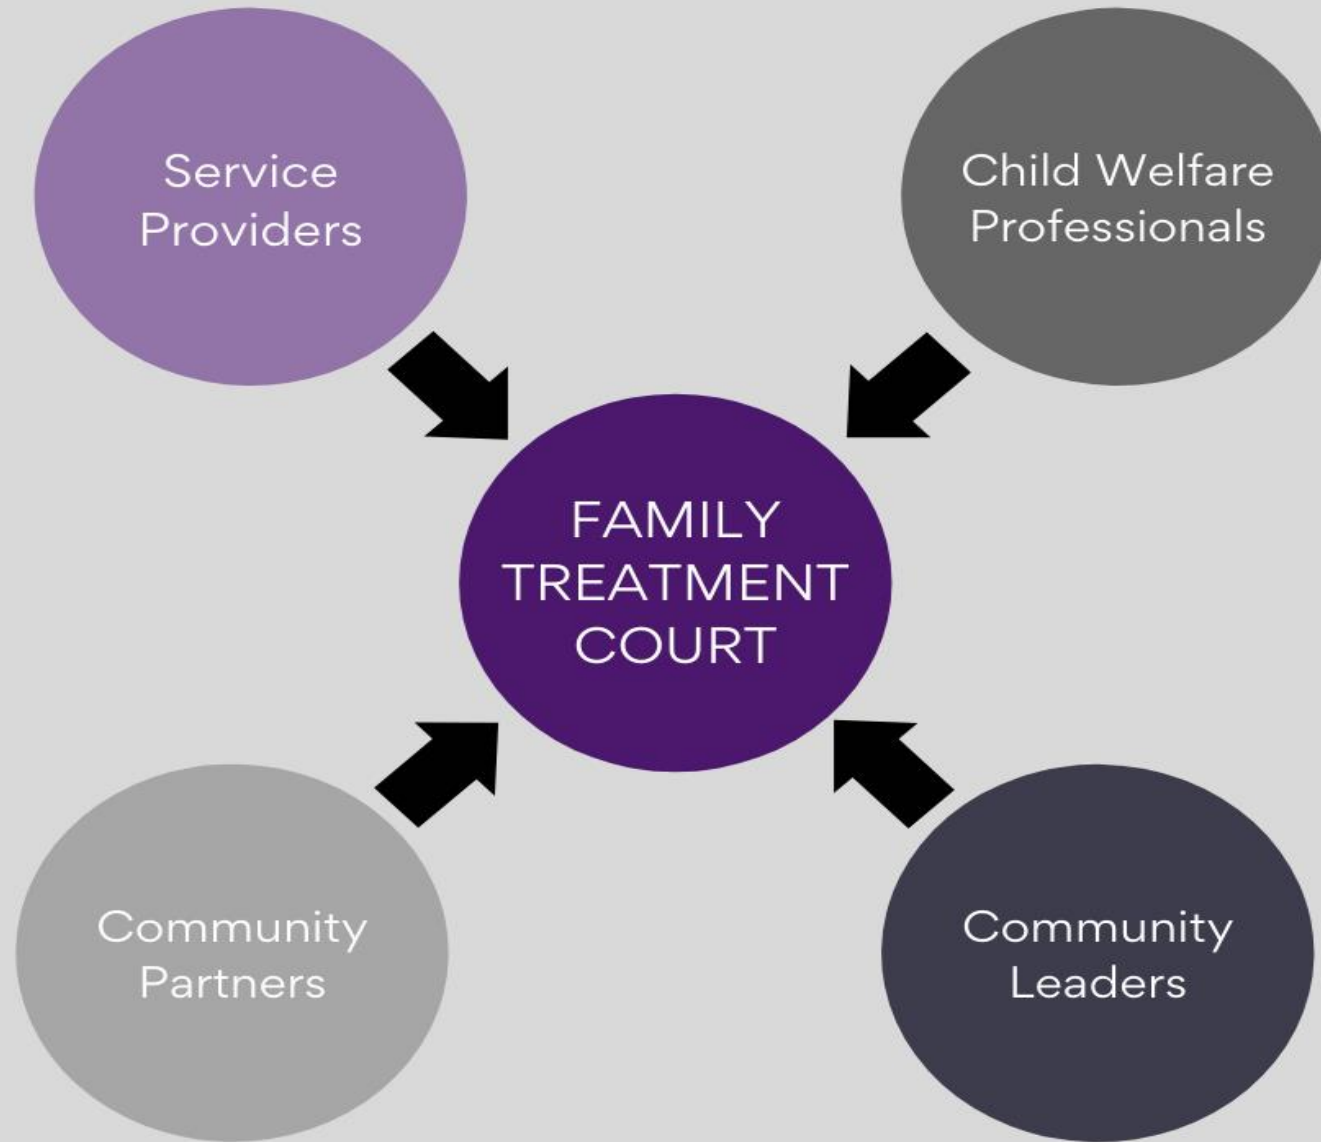 Service
Providers
Child Welfare
Professionals
FAMILY
TREATMENT
COURT
Community
Partners
Community
Leaders